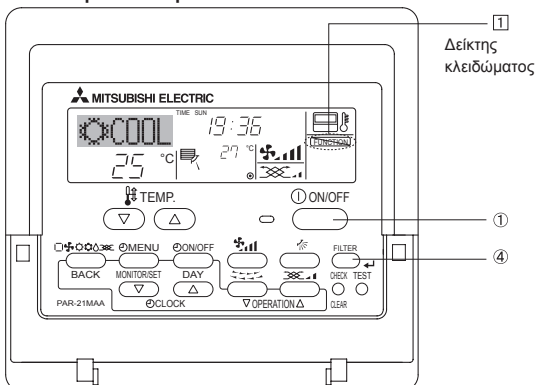 1
Δείκτης
κλειδώματος
MITSUBISHI ELECTRIC
TIME SUN
COOL 19:36
FUNCTION
25 °C 27 °C
TEMP. ON/OFF
①
FILTER
④
MENU ON/OFF
BACK MONITOR/SET DAY CHECK TEST
PAR-21MAA CLOCK ▽ OPERATION △ CLEAR